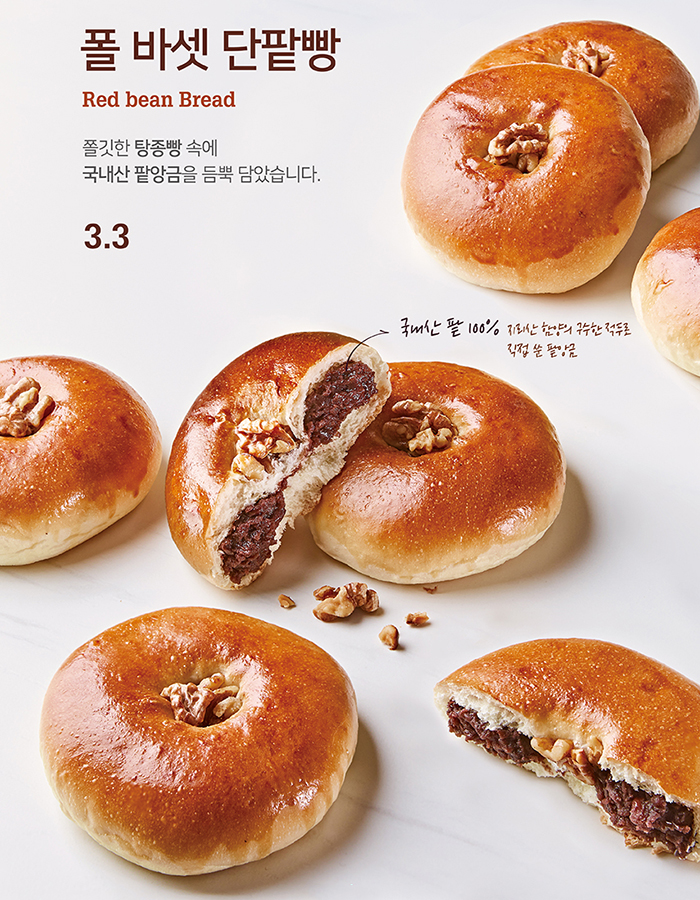 폴 바셋 단팥빵
Red bean Bread
쫄깃한 탕종빵 속에
국내산 팥앙금을 듬뿍 담았습니다.
3.3
국내산 팥 100% 지리산 함양의 구수한 적두로
직접 쑨 팥앙금